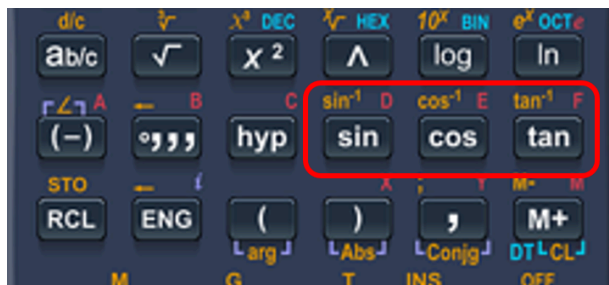 d/c ³√ x³ DEC ˣ√ HEX 10ˣ BIN eˣ OCT e
ab/c √ x² ∧ log ln
∠ A ← B C sin⁻¹ D cos⁻¹ E tan⁻¹ F
(−) °,,, hyp sin cos tan
STO ← i X ; Y M- M
RCL ENG ( ) , M+
arg Abs Conjg DT CL
M G T INS OFF